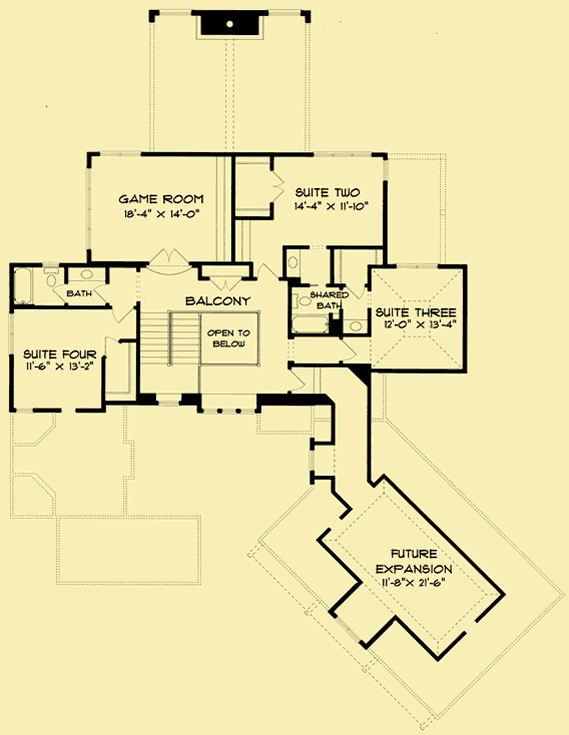 GAME ROOM
18'-4" X 14'-0"
SUITE TWO
14'-4" X 11'-10"
BATH
BALCONY
SHARED
BATH
SUITE THREE
12'-0" X 13'-4"
OPEN TO
BELOW
SUITE FOUR
11'-6" X 13'-2"
FUTURE
EXPANSION
11'-8" X 21'-6"